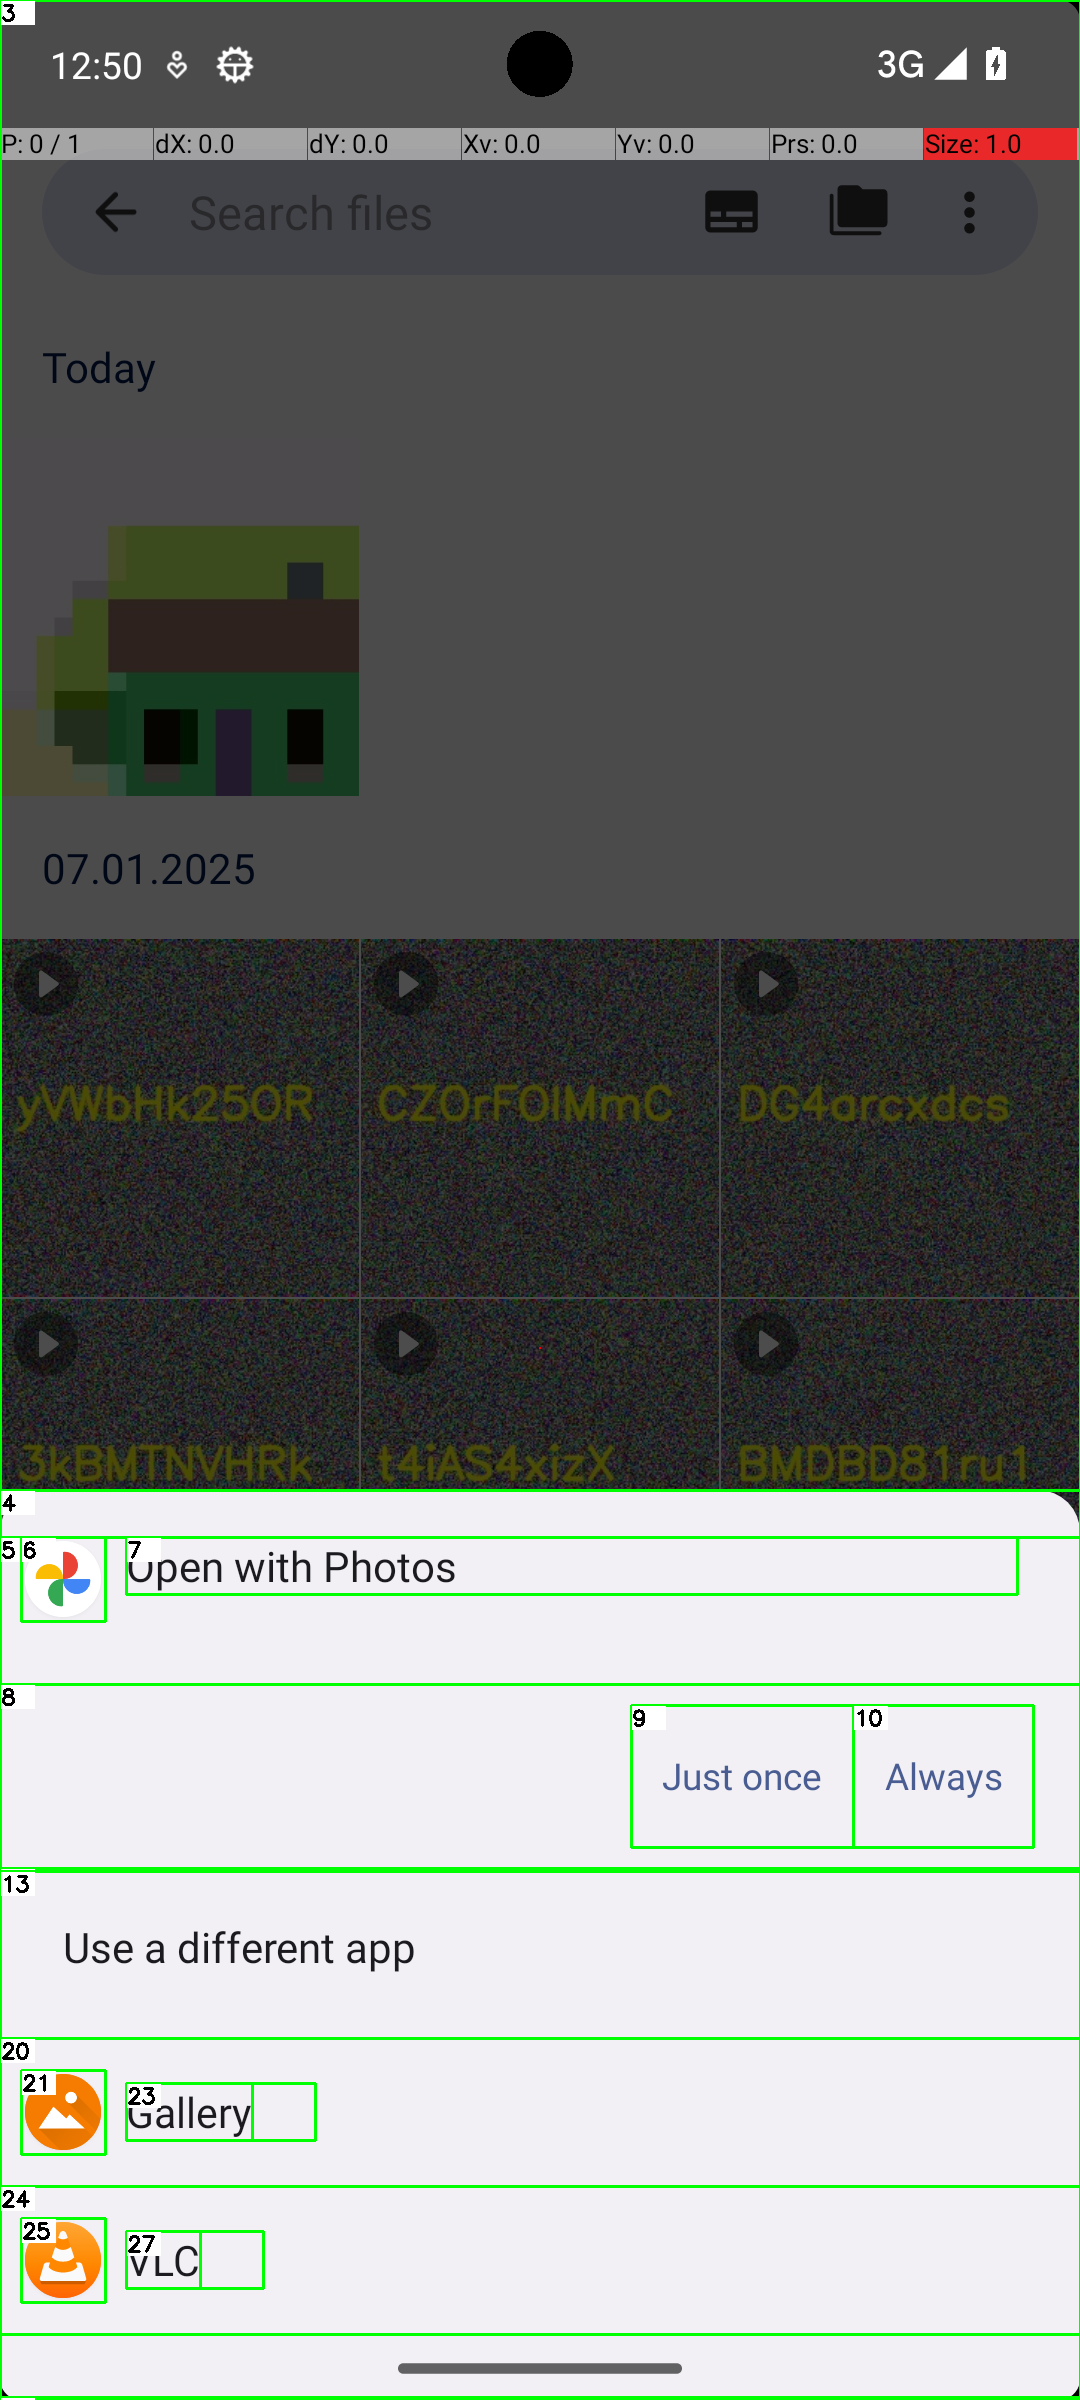 3
12:50
3G
P: 0 / 1
dX: 0.0
dY: 0.0
Xv: 0.0
Yv: 0.0
Prs: 0.0
Size: 1.0
Search files
Today
07.01.2025
yVWbHk25OR
CZOrFOIMmC
DG4arcxdcs
3kBMTNVHRk
t4iAS4xizX
BMDBD81ru1
4
5
6
7
Open with Photos
8
9
10
Just once
Always
13
Use a different app
20
21
23
Gallery
24
25
27
VLC